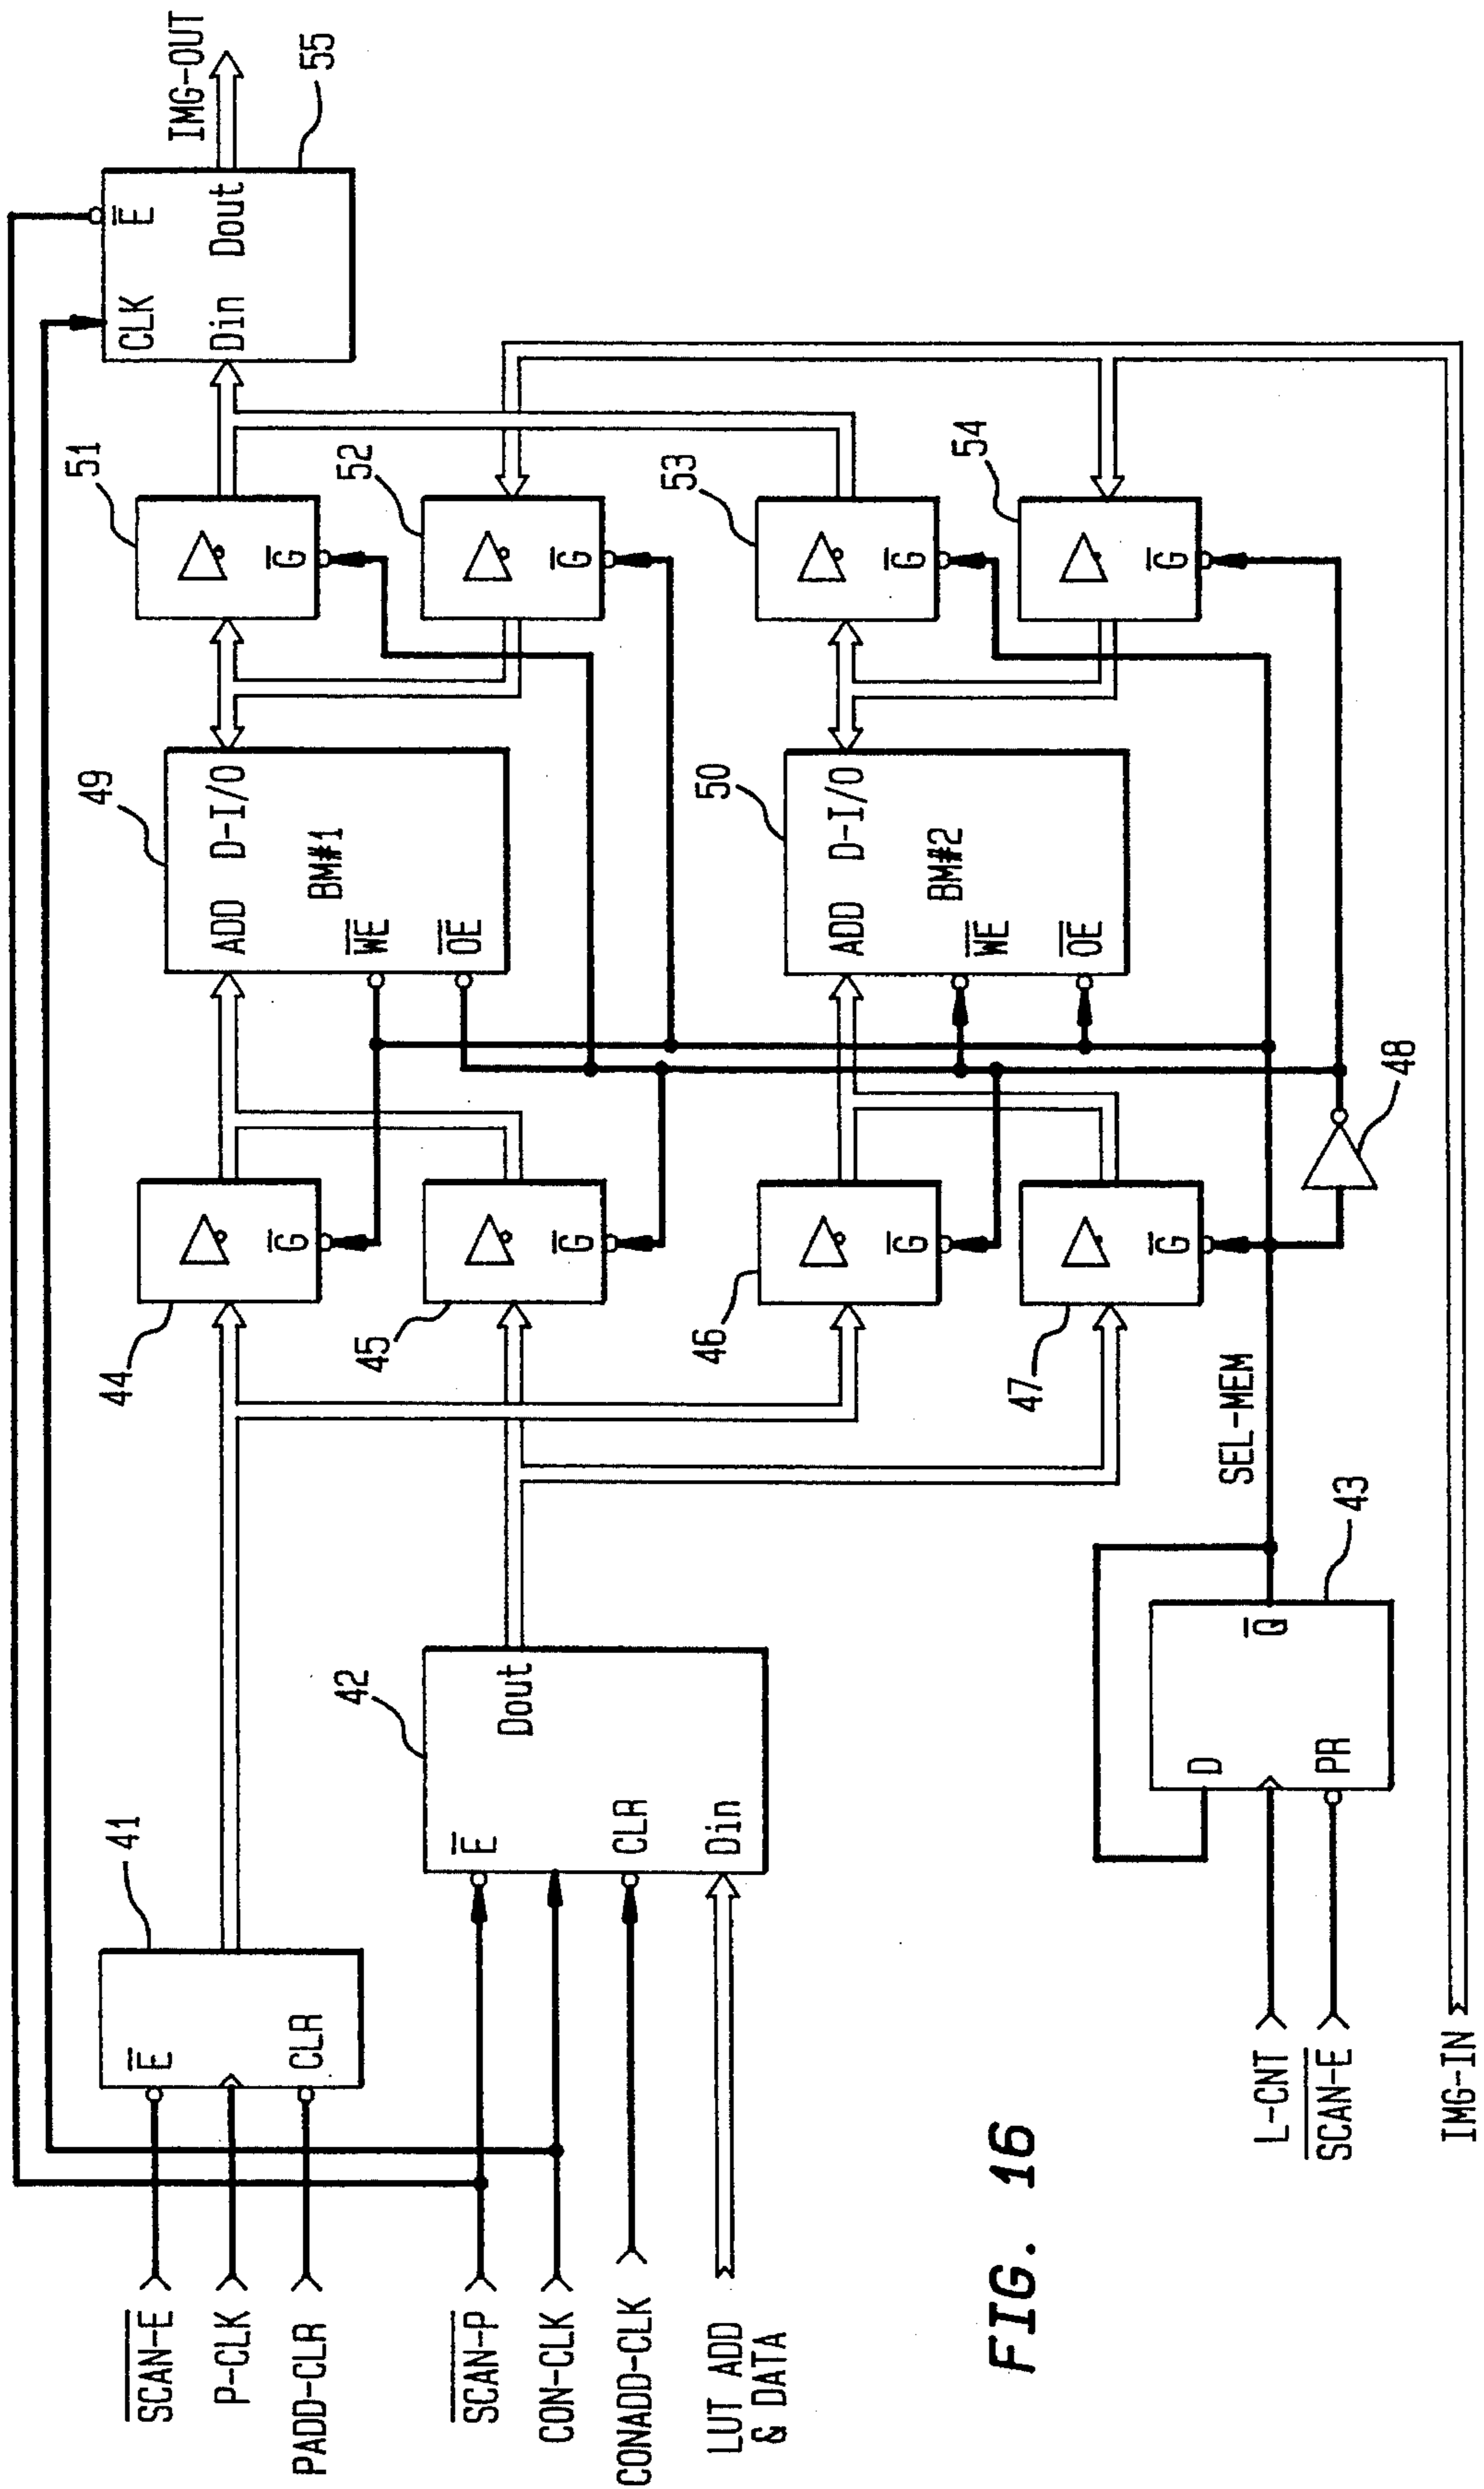 IMG-OUT
55
E
CLK
Din Dout
51
G
52
G
53
G
54
G
49
ADD D-I/O
BM#1
WE
OE
50
ADD D-I/O
BM#2
WE
OE
48
44
G
45
G
46
G
47
G
SEL-MEM
41
E
CLR
42
Dout
E
CLR
Din
43
Q
D
PR
SCAN-E
P-CLK
PADD-CLR
SCAN-P
CON-CLK
CONADD-CLK
LUT ADD
& DATA
L-CNT
SCAN-E
IMG-IN
FIG. 16